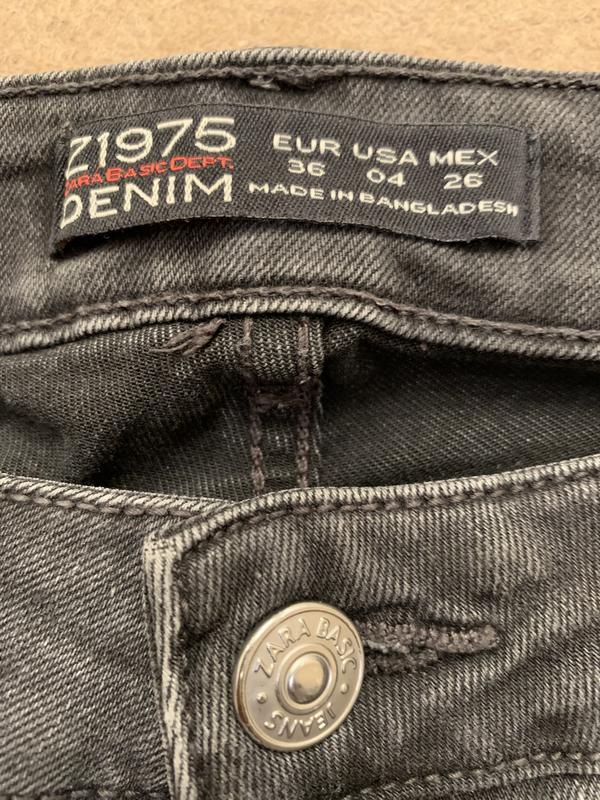 Z1975
ZARA BASIC DEPT.
DENIM
EUR USA MEX
36 04 26
MADE IN BANGLADESH
ZARA BASIC
JEANS